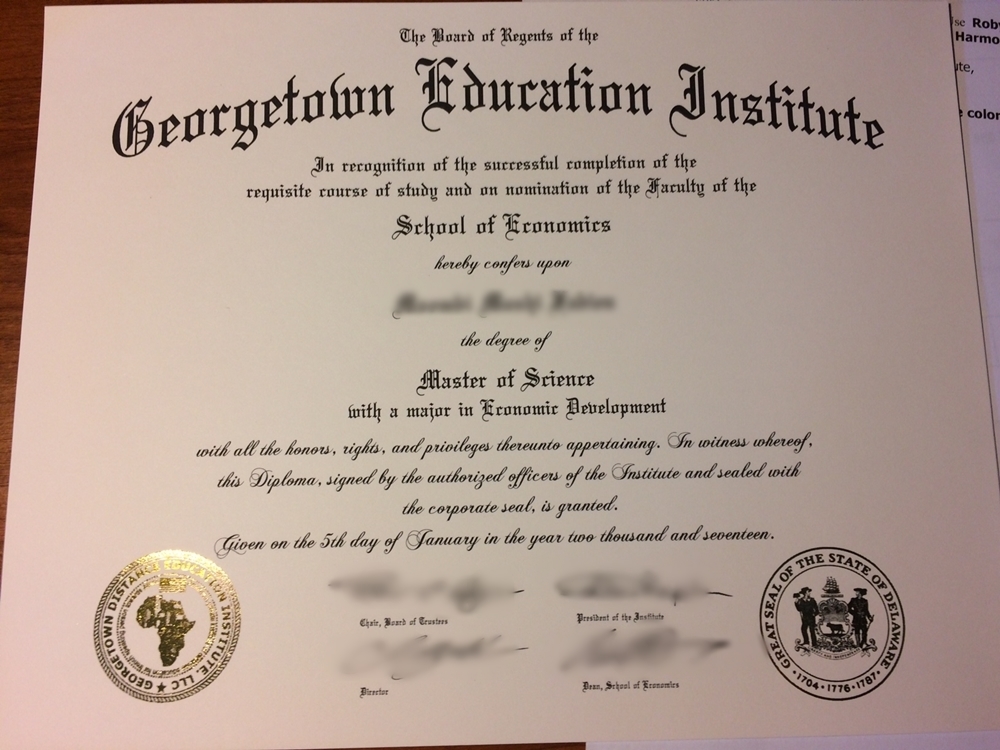 The Board of Regents of the
Georgetown Education Institute
In recognition of the successful completion of the
requisite course of study and on nomination of the Faculty of the
School of Economics
hereby confers upon
the degree of
Master of Science
with a major in Economic Development
with all the honors, rights, and privileges thereunto appertaining. In witness whereof,
this Diploma, signed by the authorized officers of the Institute and sealed with
the corporate seal, is granted.
Given on the 5th day of January in the year two thousand and seventeen.
Chair, Board of Trustees
President of the Institute
Director
Dean, School of Economics
GEORGETOWN DISTANCE EDUCATION INSTITUTE, LLC
GREAT SEAL OF THE STATE OF DELAWARE
1704 · 1776 · 1787
Harmo
color